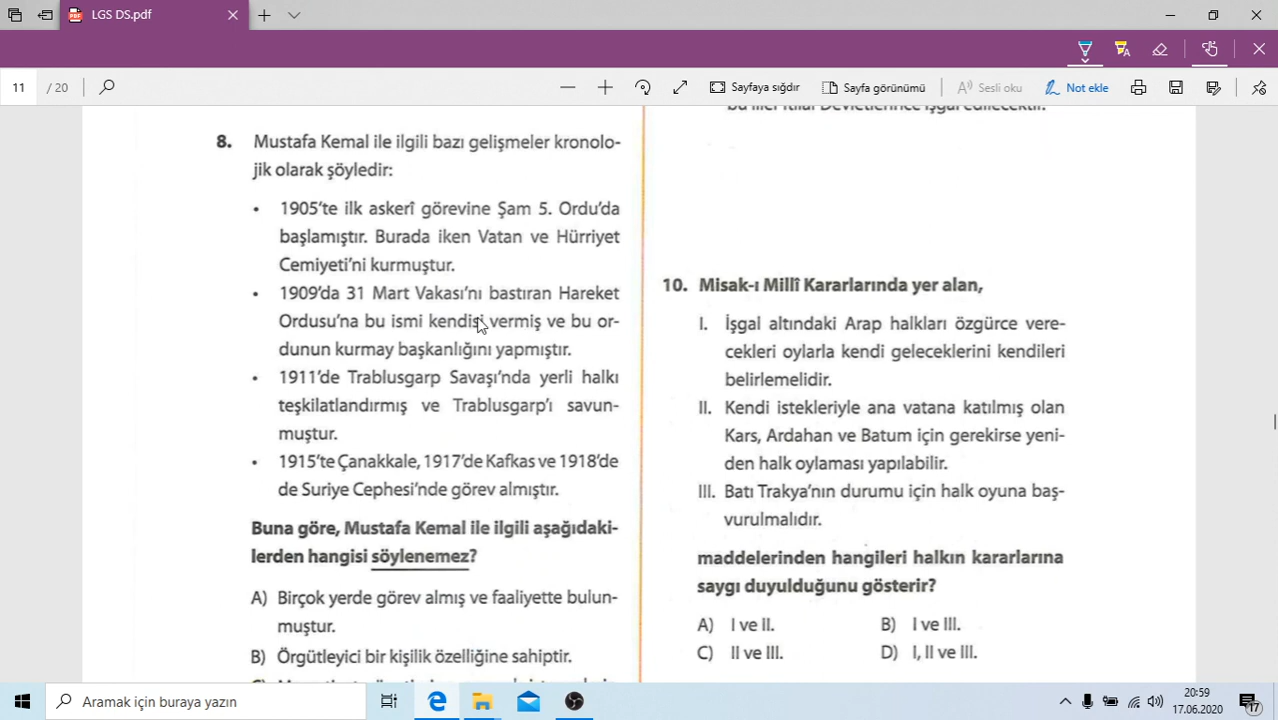 LGS DS.pdf
11 / 20
Sayfaya sığdır
Sayfa görünümü
Sesli oku
Not ekle
8. Mustafa Kemal ile ilgili bazı gelişmeler kronolo-
jik olarak şöyledir:
• 1905'te ilk askerî görevine Şam 5. Ordu'da
başlamıştır. Burada iken Vatan ve Hürriyet
Cemiyeti'ni kurmuştur.
• 1909'da 31 Mart Vakası'nı bastıran Hareket
Ordusu'na bu ismi kendisi vermiş ve bu or-
dunun kurmay başkanlığını yapmıştır.
• 1911'de Trablusgarp Savaşı'nda yerli halkı
teşkilatlandırmış ve Trablusgarp'ı savun-
muştur.
• 1915'te Çanakkale, 1917'de Kafkas ve 1918'de
de Suriye Cephesi'nde görev almıştır.
Buna göre, Mustafa Kemal ile ilgili aşağıdaki-
lerden hangisi söylenemez?
A) Birçok yerde görev almış ve faaliyette bulun-
muştur.
B) Örgütleyici bir kişilik özelliğine sahiptir.
bu iller İtilaf Devletlerince işgal edilecektir.
10. Misak-ı Millî Kararlarında yer alan,
I. İşgal altındaki Arap halkları özgürce vere-
cekleri oylarla kendi geleceklerini kendileri
belirlemelidir.
II. Kendi istekleriyle ana vatana katılmış olan
Kars, Ardahan ve Batum için gerekirse yeni-
den halk oylaması yapılabilir.
III. Batı Trakya'nın durumu için halk oyuna baş-
vurulmalıdır.
maddelerinden hangileri halkın kararlarına
saygı duyulduğunu gösterir?
A) I ve II. B) I ve III.
C) II ve III. D) I, II ve III.
Aramak için buraya yazın
20:59
17.06.2020
17